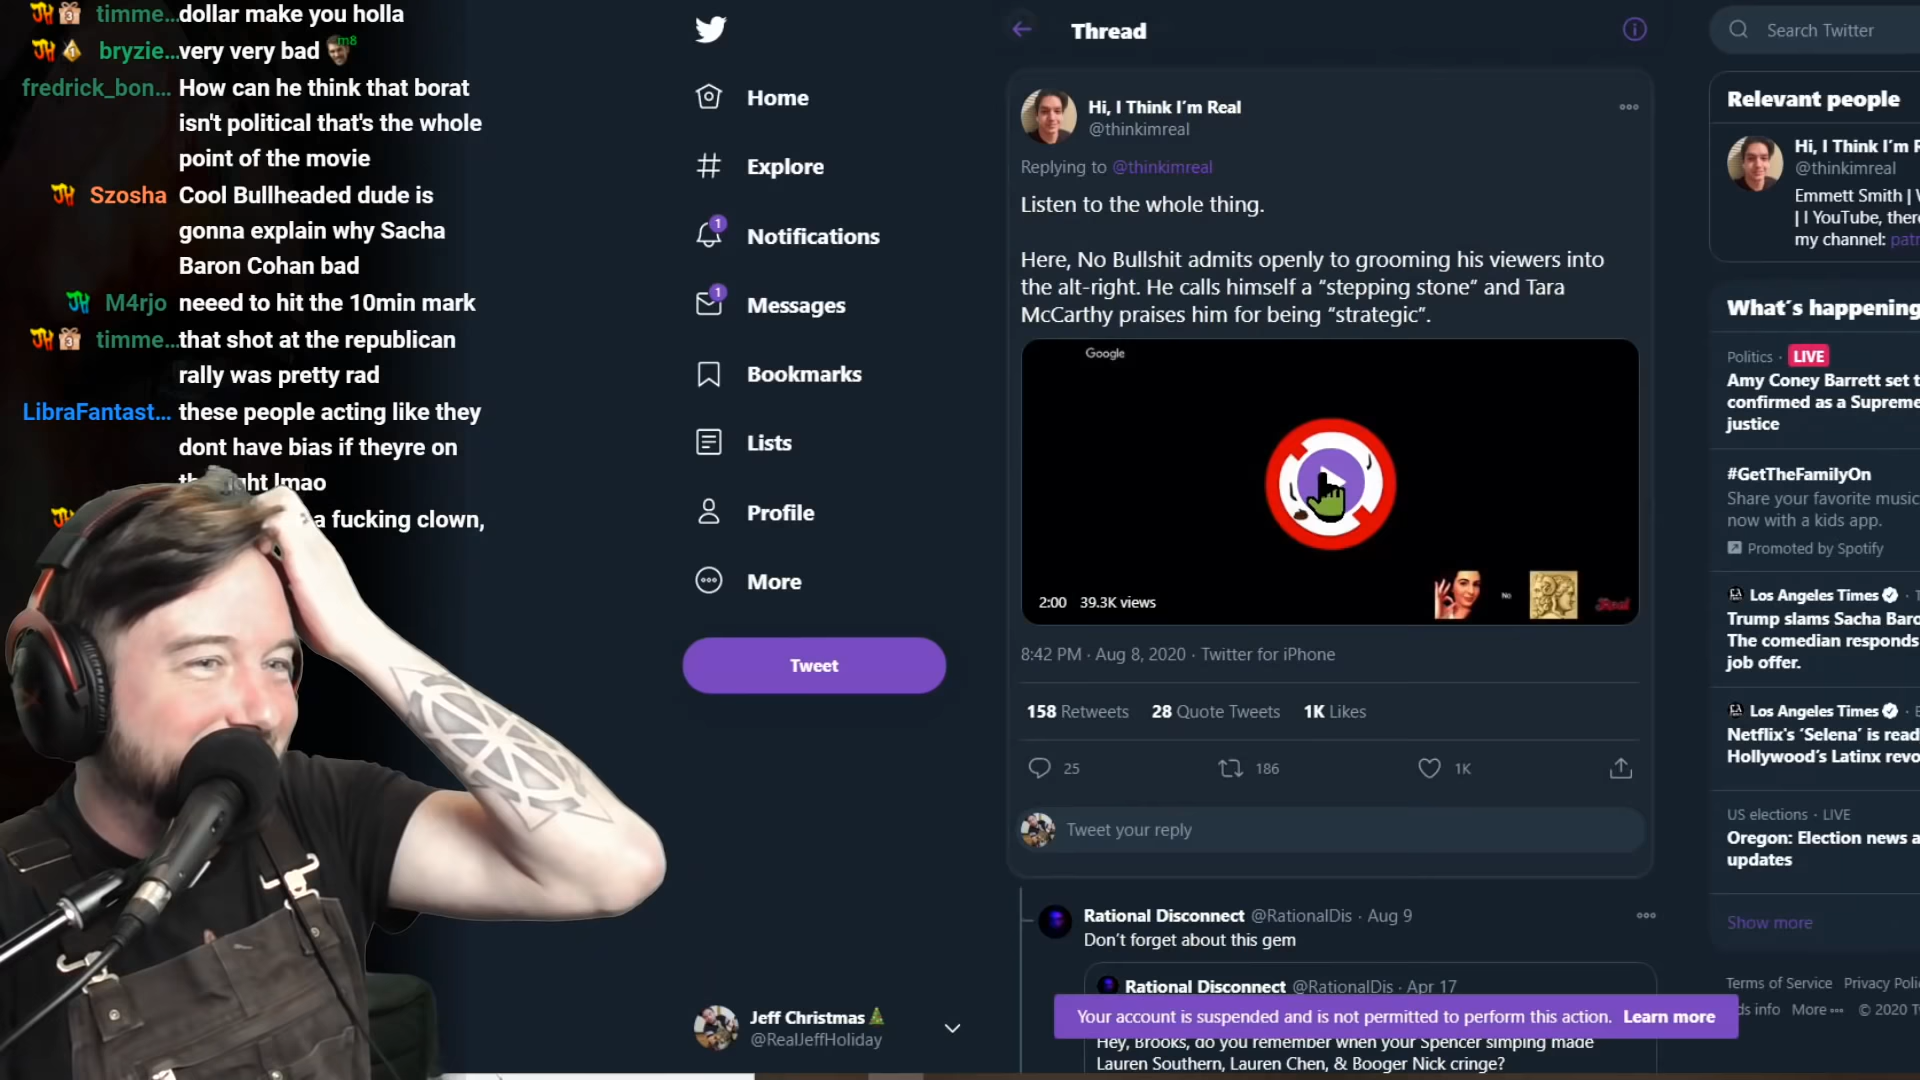 timme...dollar make you holla
bryzie...very very bad
m8
fredrick_bon... How can he think that borat
isn't political that's the whole
point of the movie
Szosha Cool Bullheaded dude is
gonna explain why Sacha
Baron Cohan bad
M4rjo neeed to hit the 10min mark
timme...that shot at the republican
rally was pretty rad
LibraFantast... these people acting like they
dont have bias if theyre on
lmao
a fucking clown,
Home
Explore
1
Notifications
1
Messages
Bookmarks
Lists
Profile
More
Tweet
Jeff Christmas
@RealJeffHoliday
Thread
Hi, I Think I'm Real
@thinkimreal
Replying to @thinkimreal
Listen to the whole thing.
Here, No Bullshit admits openly to grooming his viewers into
the alt-right. He calls himself a “stepping stone” and Tara
McCarthy praises him for being “strategic”.
Google
No
Real
2:00 39.3K views
8:42 PM · Aug 8, 2020 · Twitter for iPhone
158 Retweets 28 Quote Tweets 1K Likes
25 186 1K
Tweet your reply
Rational Disconnect @RationalDis · Aug 9
Don't forget about this gem
Rational Disconnect @RationalDis · Apr 17
Your account is suspended and is not permitted to perform this action. Learn more
Hey, Brooks, do you remember when your Spencer simping made
Lauren Southern, Lauren Chen, & Booger Nick cringe?
Search Twitter
Relevant people
Hi, I Think I'm R
@thinkimreal
Emmett Smith |
| I YouTube, there
my channel: patr
What's happening
Politics · LIVE
Amy Coney Barrett set t
confirmed as a Supreme
justice
#GetTheFamilyOn
Share your favorite music
now with a kids app.
Promoted by Spotify
Los Angeles Times ·
Trump slams Sacha Baro
The comedian responds
job offer.
Los Angeles Times ·
Netflix's 'Selena' is read
Hollywood's Latinx revo
US elections · LIVE
Oregon: Election news a
updates
Show more
Terms of Service Privacy Poli
ds info More © 2020 Tw